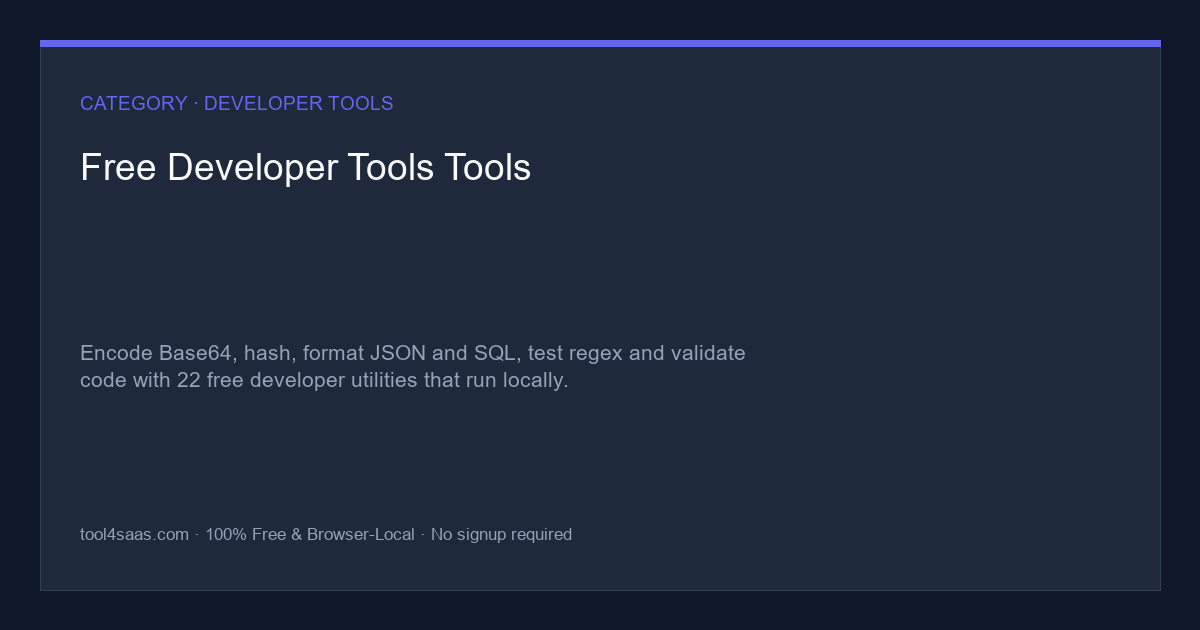 CATEGORY · DEVELOPER TOOLS
Free Developer Tools Tools
Encode Base64, hash, format JSON and SQL, test regex and validate
code with 22 free developer utilities that run locally.
tool4saas.com · 100% Free & Browser-Local · No signup required